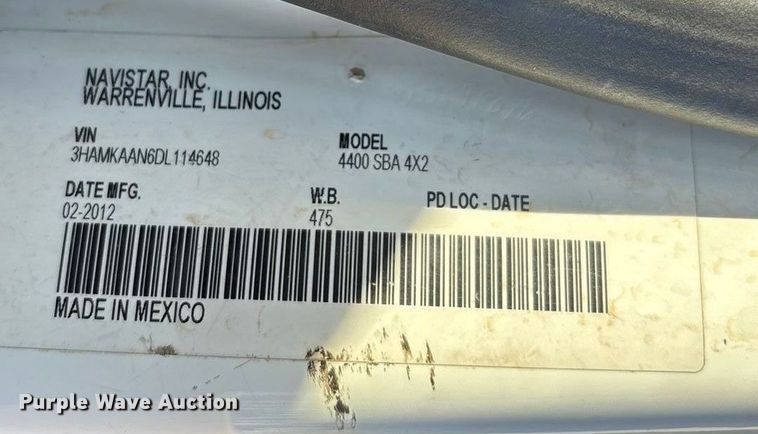 NAVISTAR, INC.
WARRENVILLE, ILLINOIS
VIN MODEL
3HAMKAAN6DL114648 4400 SBA 4X2
DATE MFG. W.B. PD LOC - DATE
02-2012 475
MADE IN MEXICO
Purple Wave Auction